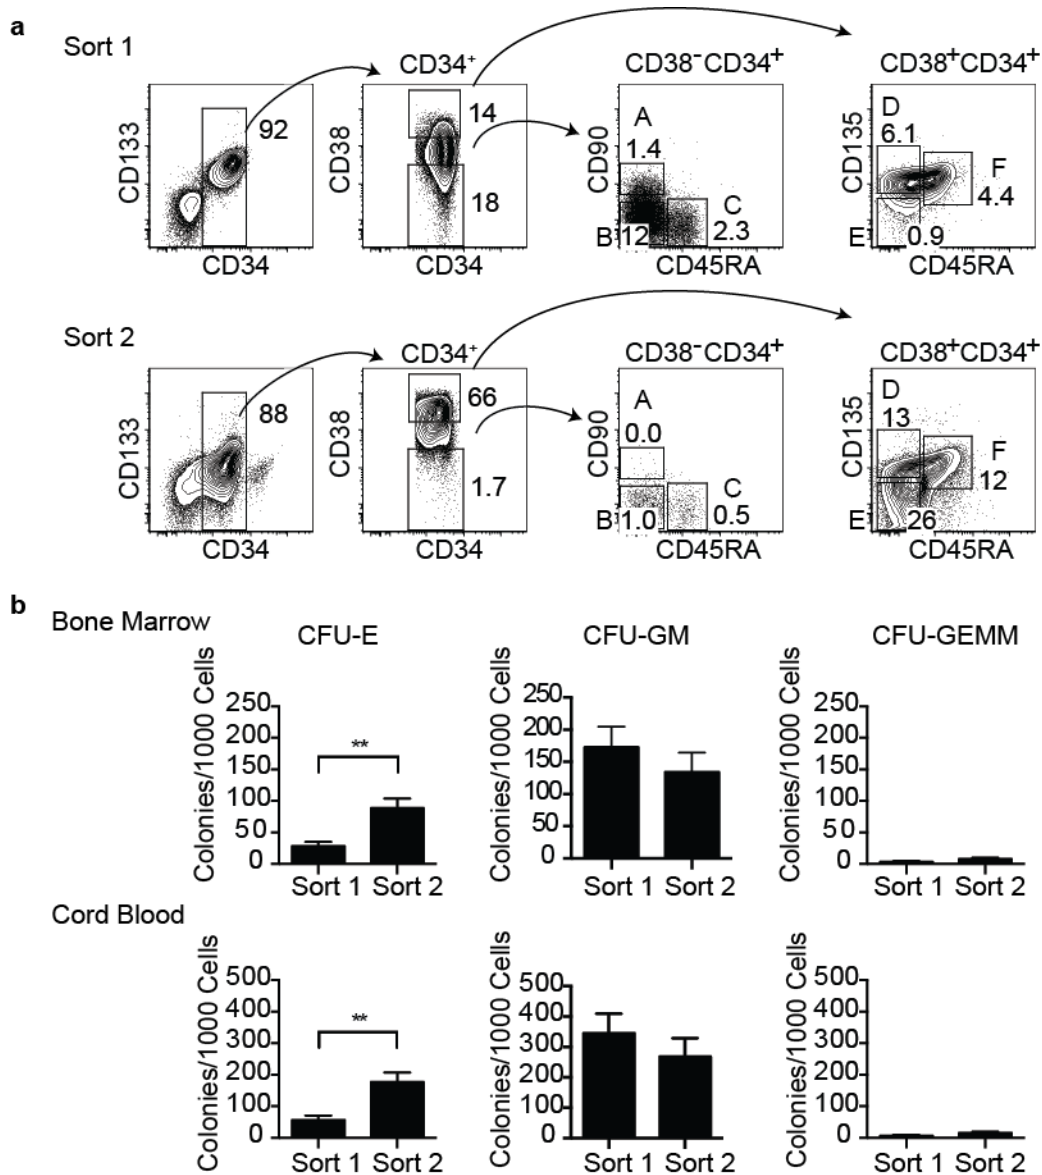 a
Sort 1
CD34+
CD38-CD34+
CD38+CD34+
CD133
92
CD34
CD38
14
18
CD34
CD90
A
1.4
B
12
C
2.3
CD45RA
CD135
D
6.1
F
4.4
E
0.9
CD45RA
Sort 2
CD34+
CD38-CD34+
CD38+CD34+
CD133
88
CD34
CD38
66
1.7
CD34
CD90
A
0.0
B
1.0
C
0.5
CD45RA
CD135
D
13
F
12
E
26
CD45RA
b
Bone Marrow
CFU-E
CFU-GM
CFU-GEMM
Colonies/1000 Cells
250
200
150
100
50
0
**
Sort 1 Sort 2
Colonies/1000 Cells
250
200
150
100
50
0
Sort 1 Sort 2
Colonies/1000 Cells
250
200
150
100
50
0
Sort 1 Sort 2
Cord Blood
Colonies/1000 Cells
500
400
300
200
100
0
**
Sort 1 Sort 2
Colonies/1000 Cells
500
400
300
200
100
0
Sort 1 Sort 2
Colonies/1000 Cells
500
400
300
200
100
0
Sort 1 Sort 2